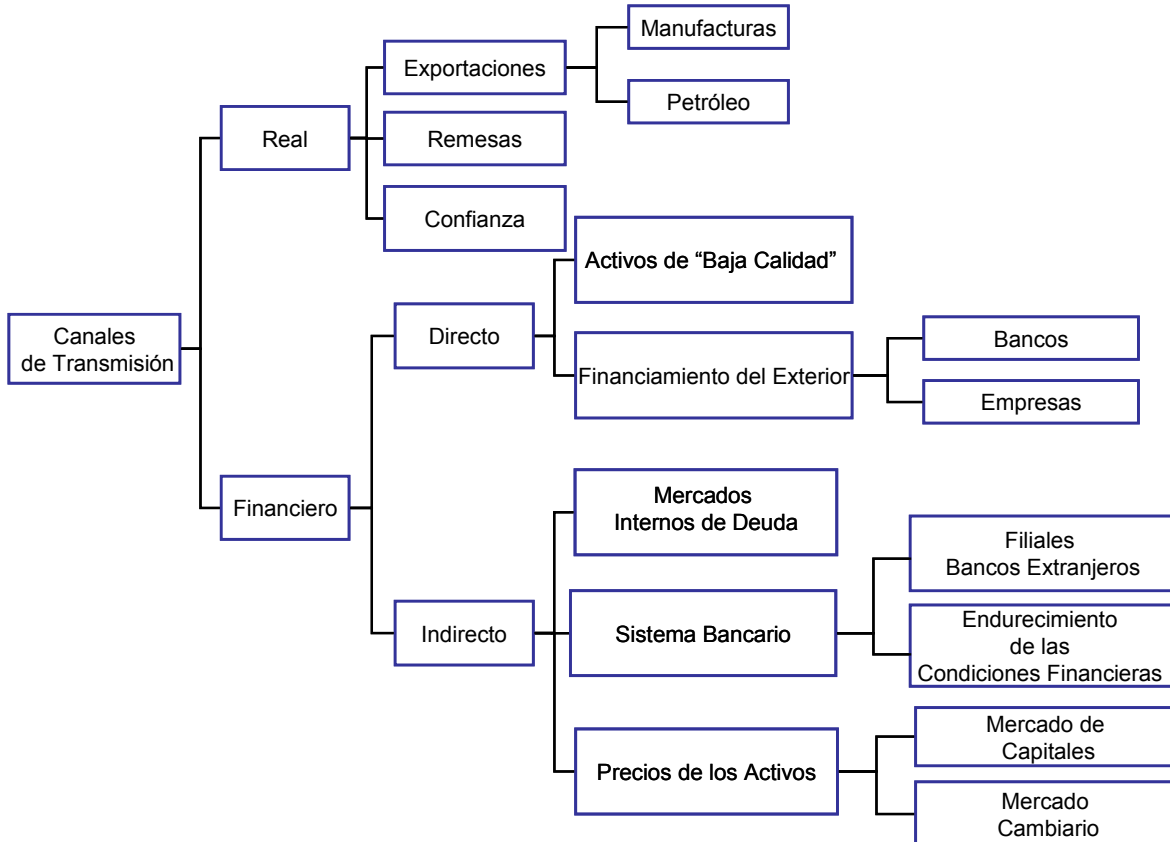 Canales
de Transmisión
Real
Exportaciones
Manufacturas
Petróleo
Remesas
Confianza
Financiero
Directo
Activos de “Baja Calidad”
Financiamiento del Exterior
Bancos
Empresas
Indirecto
Mercados
Internos de Deuda
Sistema Bancario
Filiales
Bancos Extranjeros
Endurecimiento
de las
Condiciones Financieras
Precios de los Activos
Mercado de
Capitales
Mercado
Cambiario